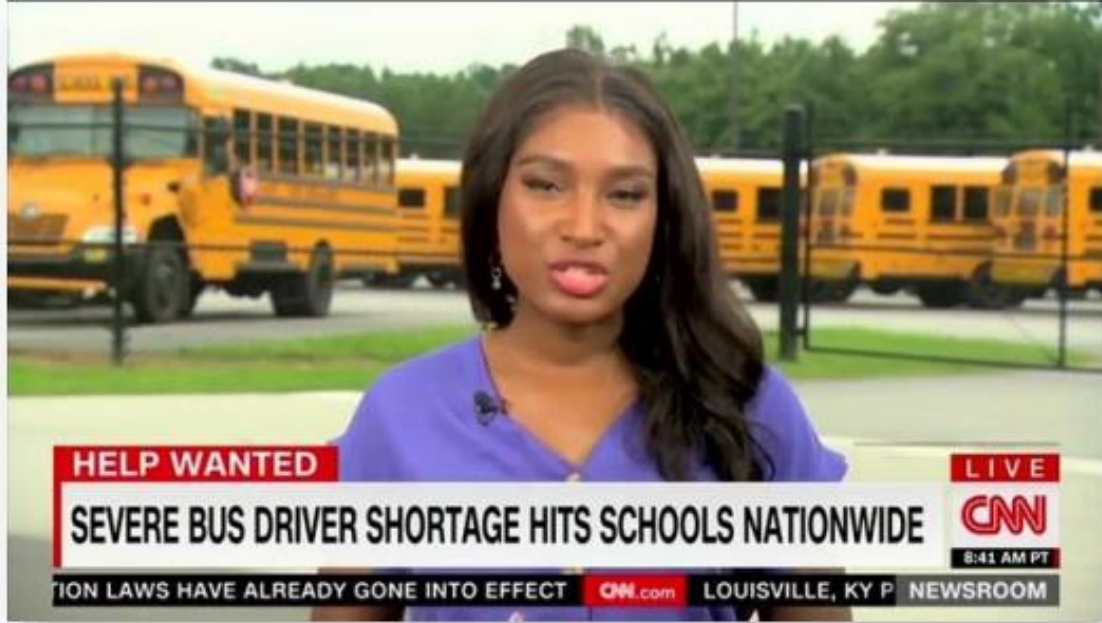 HELP WANTED
LIVE
SEVERE BUS DRIVER SHORTAGE HITS SCHOOLS NATIONWIDE
CNN
8:41 AM PT
TION LAWS HAVE ALREADY GONE INTO EFFECT CNN.com LOUISVILLE, KY P NEWSROOM